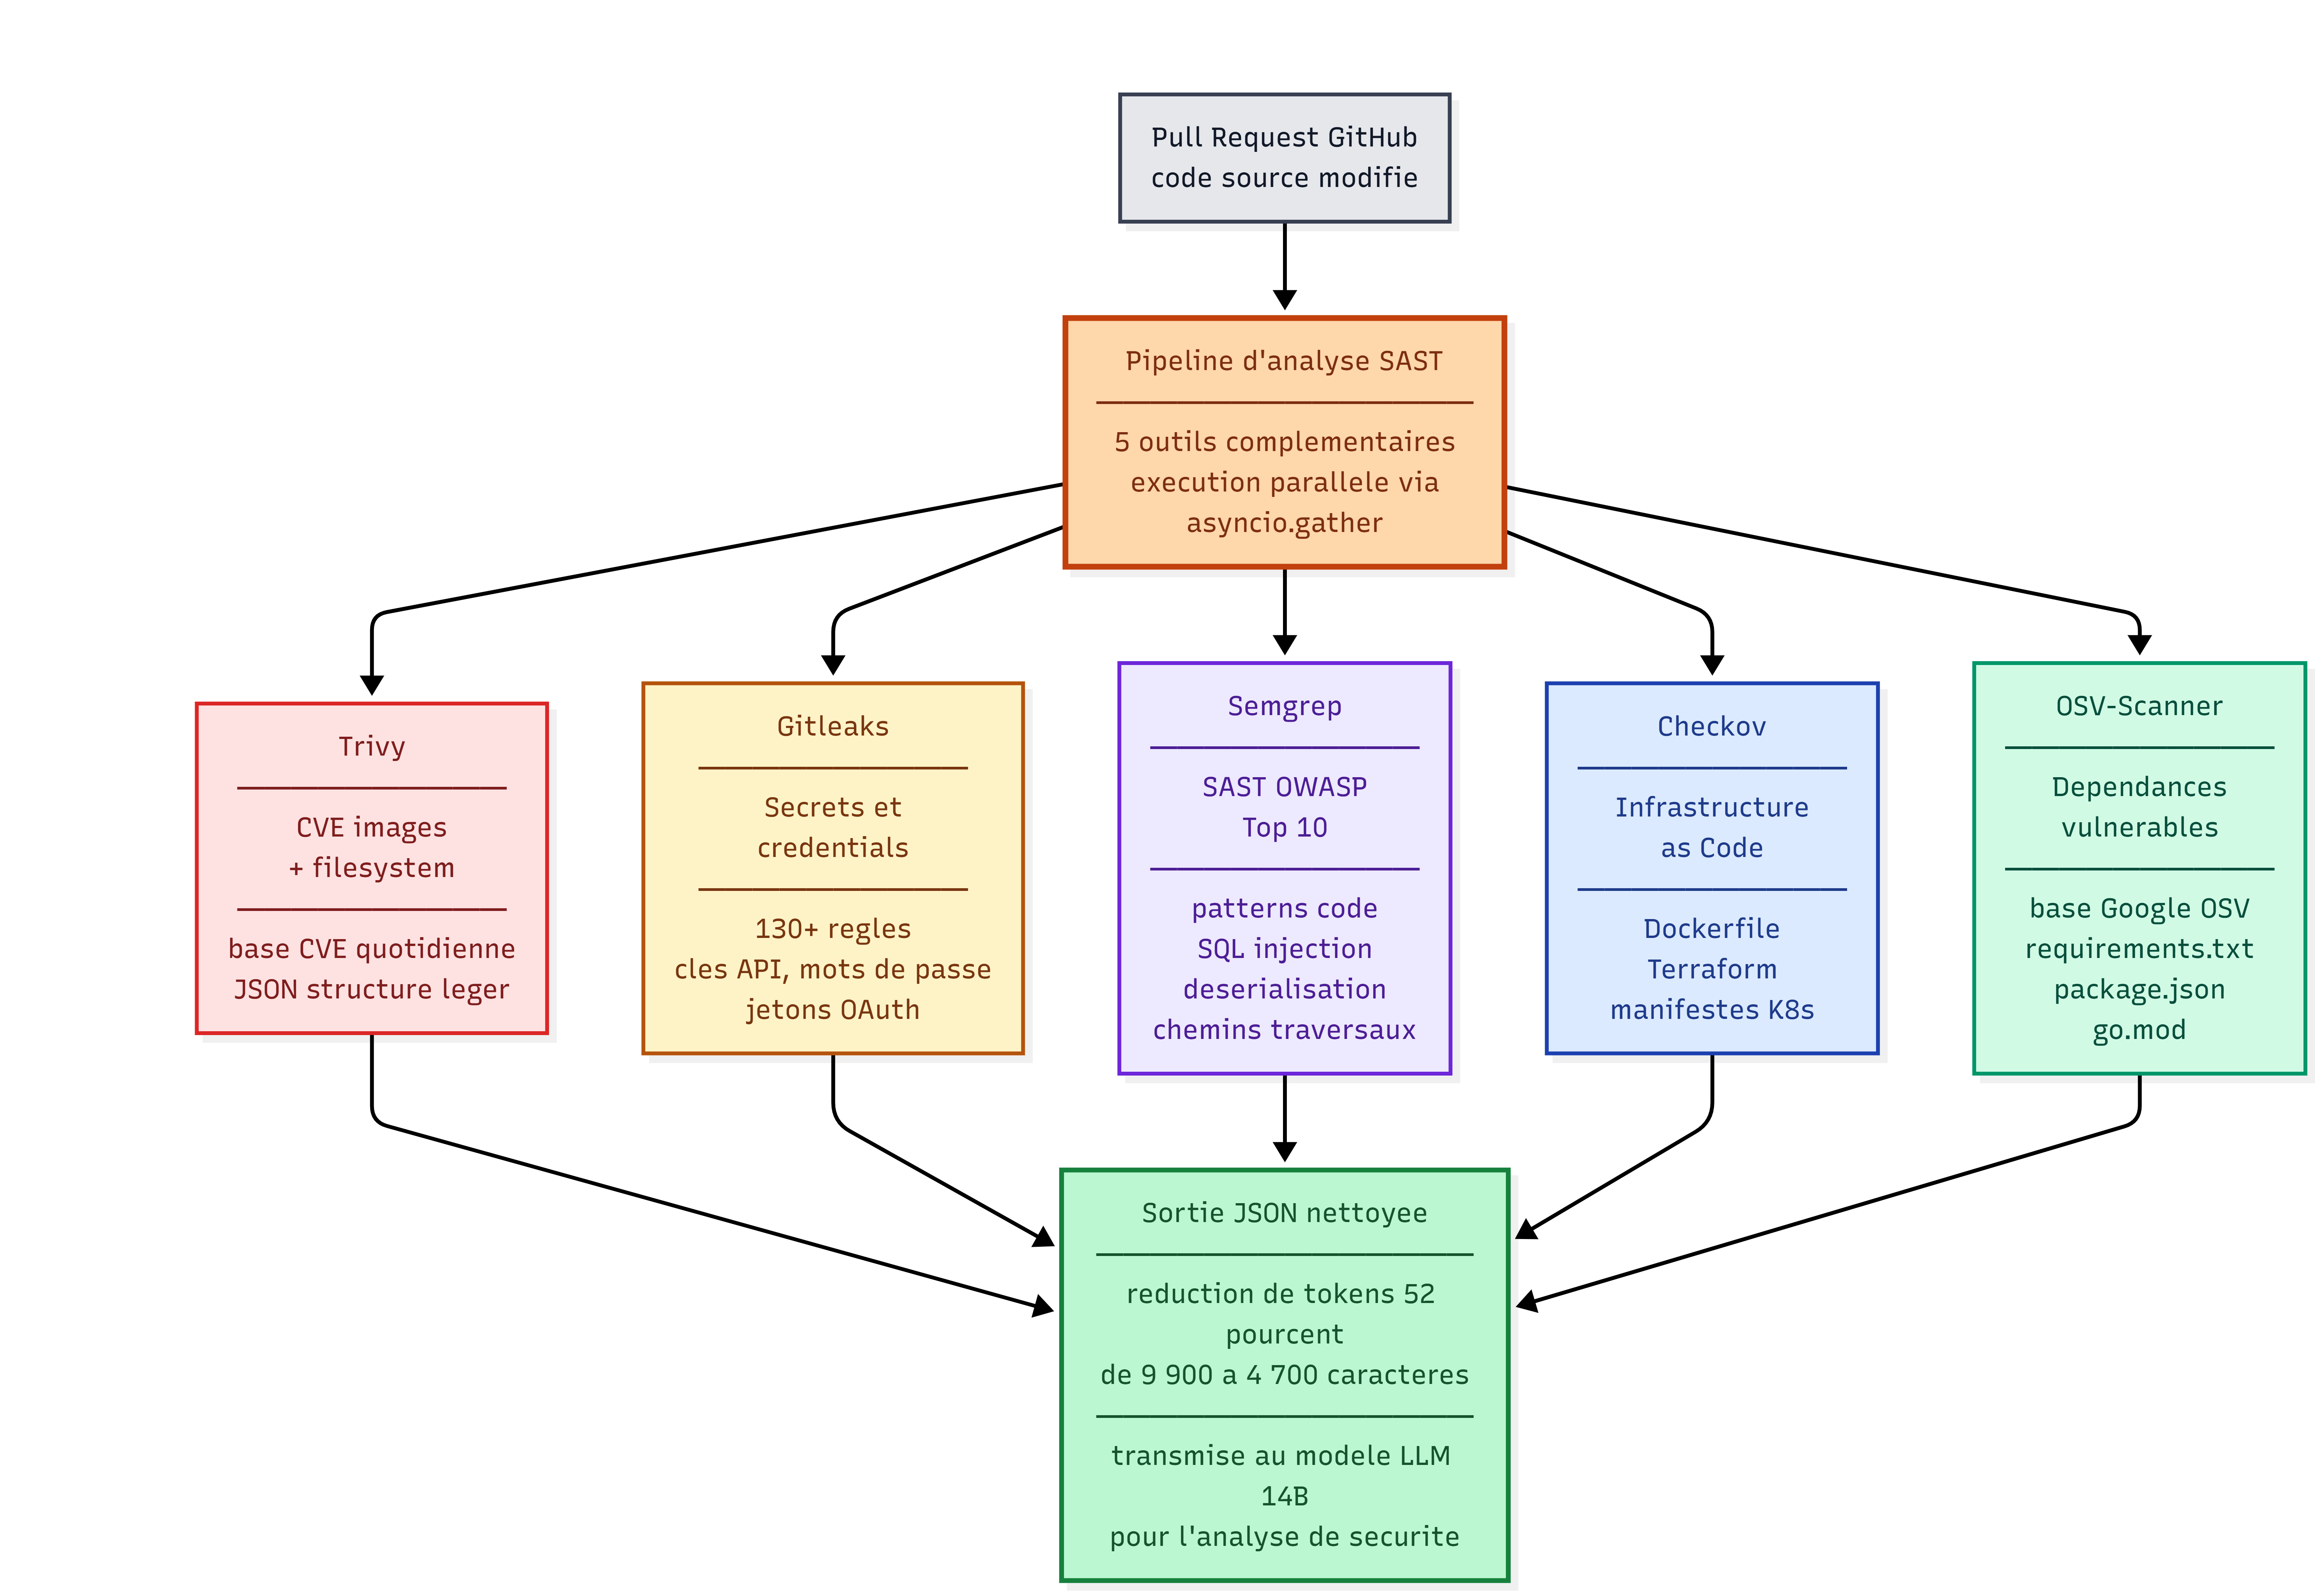 Pull Request GitHub
code source modifie
Pipeline d'analyse SAST
5 outils complementaires
execution parallele via
asyncio.gather
Trivy
CVE images
+ filesystem
base CVE quotidienne
JSON structure leger
Gitleaks
Secrets et
credentials
130+ regles
cles API, mots de passe
jetons OAuth
Semgrep
SAST OWASP
Top 10
patterns code
SQL injection
deserialisation
chemins traversaux
Checkov
Infrastructure
as Code
Dockerfile
Terraform
manifestes K8s
OSV-Scanner
Dependances
vulnerables
base Google OSV
requirements.txt
package.json
go.mod
Sortie JSON nettoyee
reduction de tokens 52
pourcent
de 9 900 a 4 700 caracteres
transmise au modele LLM
14B
pour l'analyse de securite